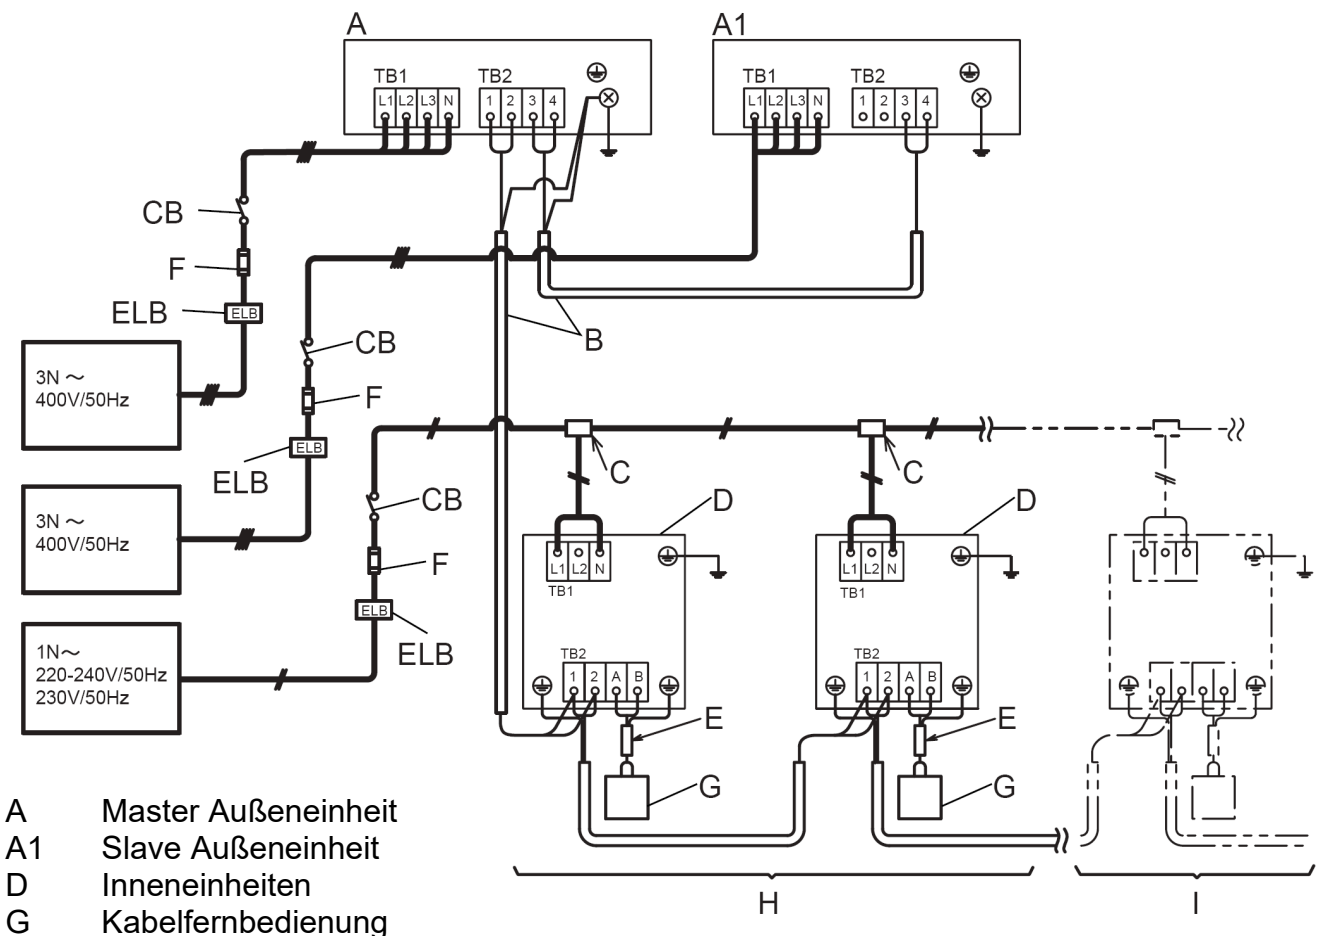 A
A1
TB1
TB2
L1 L2 L3 N
1 2 3 4
TB1
TB2
L1 L2 L3 N
1 2 3 4
CB
F
ELB
ELB
B
3N ～
400V/50Hz
CB
F
ELB
ELB
C
C
3N ～
400V/50Hz
CB
F
ELB
ELB
D
D
L1 L2 N
TB1
L1 L2 N
TB1
1N～
220-240V/50Hz
230V/50Hz
TB2
1 2 A B
TB2
1 2 A B
E
E
G
G
H
I
A Master Außeneinheit
A1 Slave Außeneinheit
D Inneneinheiten
G Kabelfernbedienung